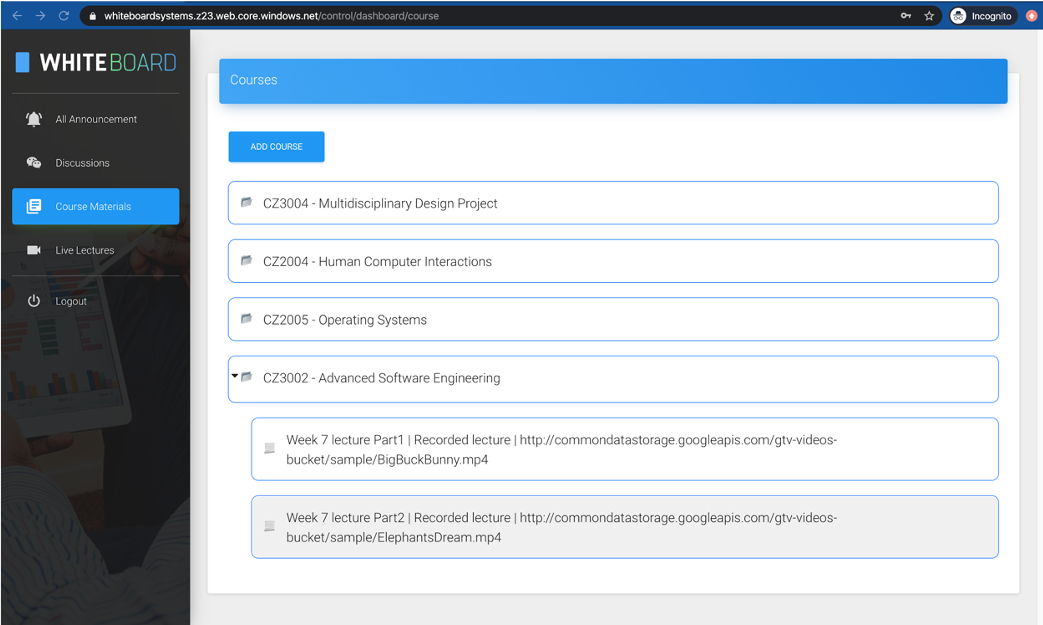 whiteboardsystems.z23.web.core.windows.net/control/dashboard/course
Incognito
WHITEBOARD
All Announcement
Discussions
Course Materials
Live Lectures
Logout
Courses
ADD COURSE
CZ3004 - Multidisciplinary Design Project
CZ2004 - Human Computer Interactions
CZ2005 - Operating Systems
CZ3002 - Advanced Software Engineering
Week 7 lecture Part1 | Recorded lecture | http://commondatastorage.googleapis.com/gtv-videos-
bucket/sample/BigBuckBunny.mp4
Week 7 lecture Part2 | Recorded lecture | http://commondatastorage.googleapis.com/gtv-videos-
bucket/sample/ElephantsDream.mp4